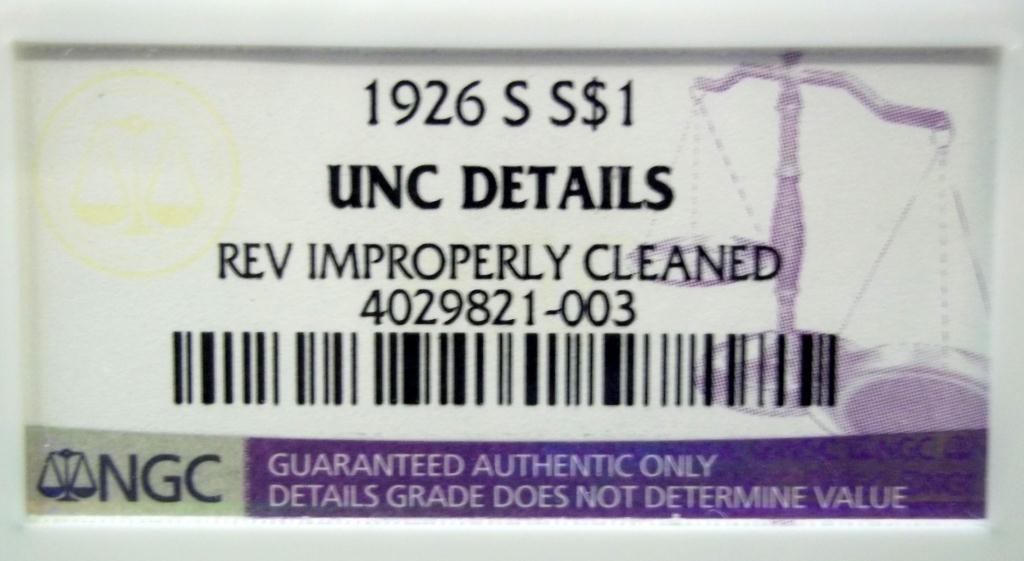 1926 S S$1
UNC DETAILS
REV IMPROPERLY CLEANED
4029821-003
NGC
GUARANTEED AUTHENTIC ONLY
DETAILS GRADE DOES NOT DETERMINE VALUE